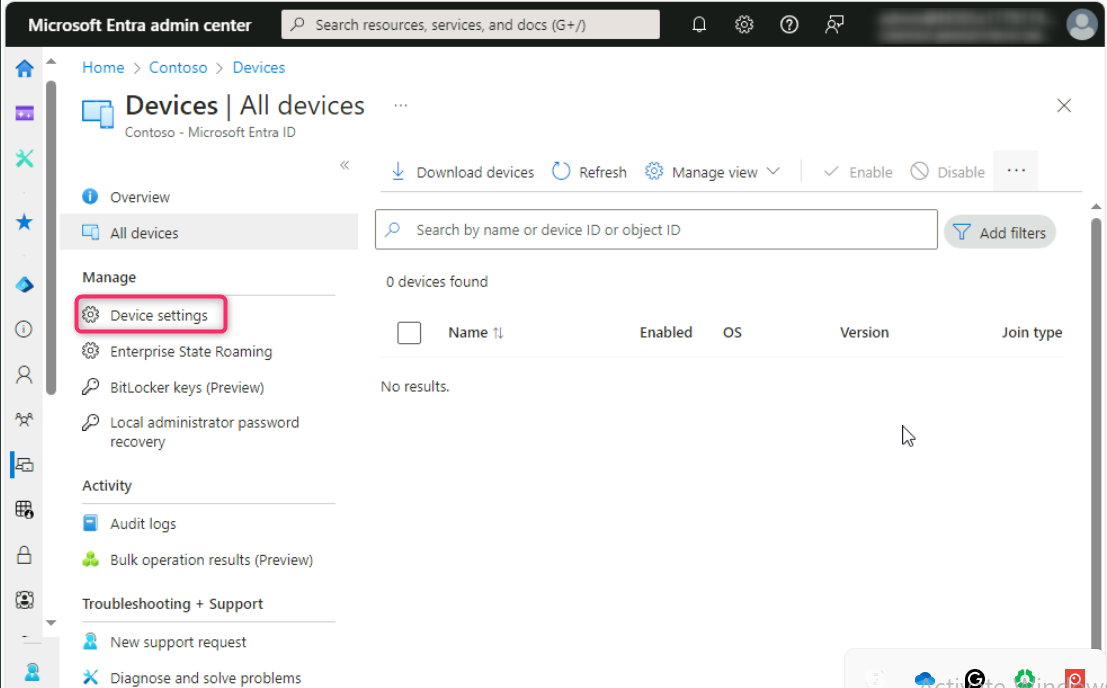 Microsoft Entra admin center
Search resources, services, and docs (G+/)
Home > Contoso > Devices
Devices | All devices ...
Contoso - Microsoft Entra ID
Overview
All devices
Manage
Device settings
Enterprise State Roaming
BitLocker keys (Preview)
Local administrator password
recovery
Activity
Audit logs
Bulk operation results (Preview)
Troubleshooting + Support
New support request
Diagnose and solve problems
Download devices Refresh Manage view Enable Disable ...
Search by name or device ID or object ID
Add filters
0 devices found
Name Enabled OS Version Join type
No results.
Activate Windows